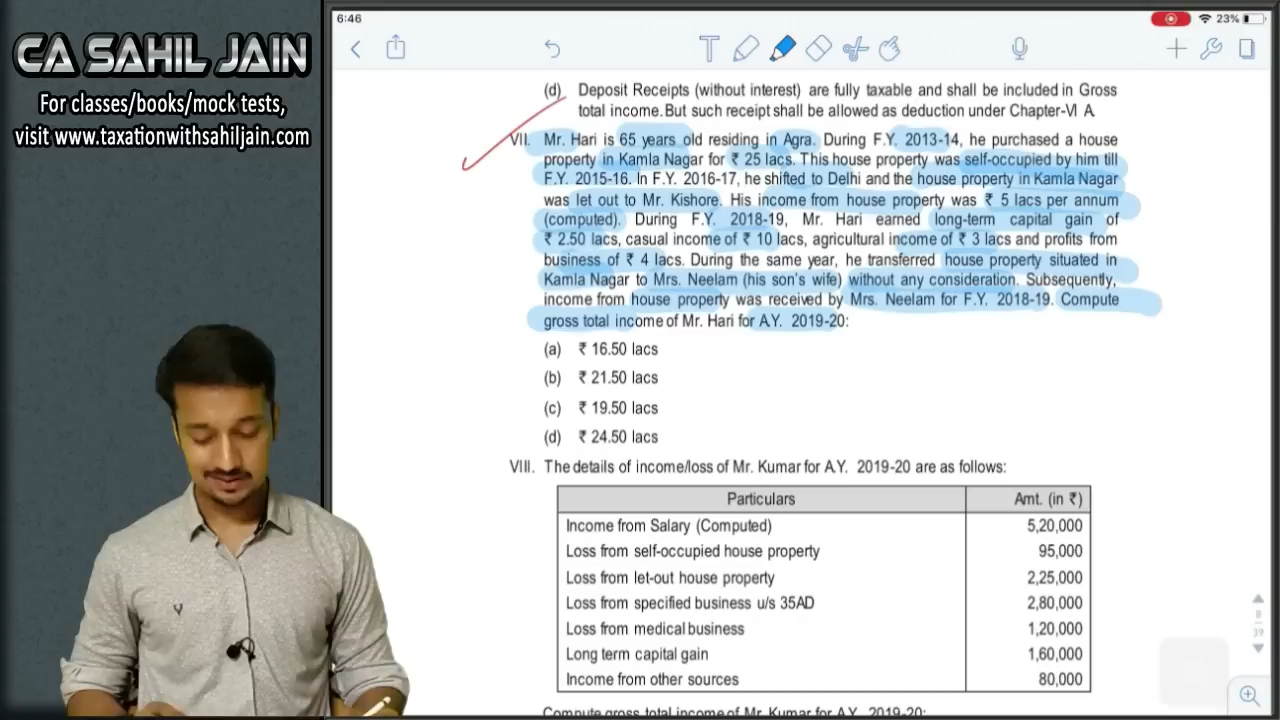 CA SAHIL JAIN
For classes/books/mock tests,
visit www.taxationwithsahiljain.com
6:46
23%
(d) Deposit Receipts (without interest) are fully taxable and shall be included in Gross
total income. But such receipt shall be allowed as deduction under Chapter-VI A.
VII. Mr. Hari is 65 years old residing in Agra. During F.Y. 2013-14, he purchased a house
property in Kamla Nagar for ₹ 25 lacs. This house property was self-occupied by him till
F.Y. 2015-16. In F.Y. 2016-17, he shifted to Delhi and the house property in Kamla Nagar
was let out to Mr. Kishore. His income from house property was ₹ 5 lacs per annum
(computed). During F.Y. 2018-19, Mr. Hari earned long-term capital gain of
₹ 2.50 lacs, casual income of ₹ 10 lacs, agricultural income of ₹ 3 lacs and profits from
business of ₹ 4 lacs. During the same year, he transferred house property situated in
Kamla Nagar to Mrs. Neelam (his son's wife) without any consideration. Subsequently,
income from house property was received by Mrs. Neelam for F.Y. 2018-19. Compute
gross total income of Mr. Hari for A.Y. 2019-20:
(a) ₹ 16.50 lacs
(b) ₹ 21.50 lacs
(c) ₹ 19.50 lacs
(d) ₹ 24.50 lacs
VIII. The details of income/loss of Mr. Kumar for A.Y. 2019-20 are as follows:
Particulars Amt. (in ₹)
Income from Salary (Computed) 5,20,000
Loss from self-occupied house property 95,000
Loss from let-out house property 2,25,000
Loss from specified business u/s 35AD 2,80,000
Loss from medical business 1,20,000
Long term capital gain 1,60,000
Income from other sources 80,000
Compute gross total income of Mr. Kumar for A.Y. 2019-20:
8
39